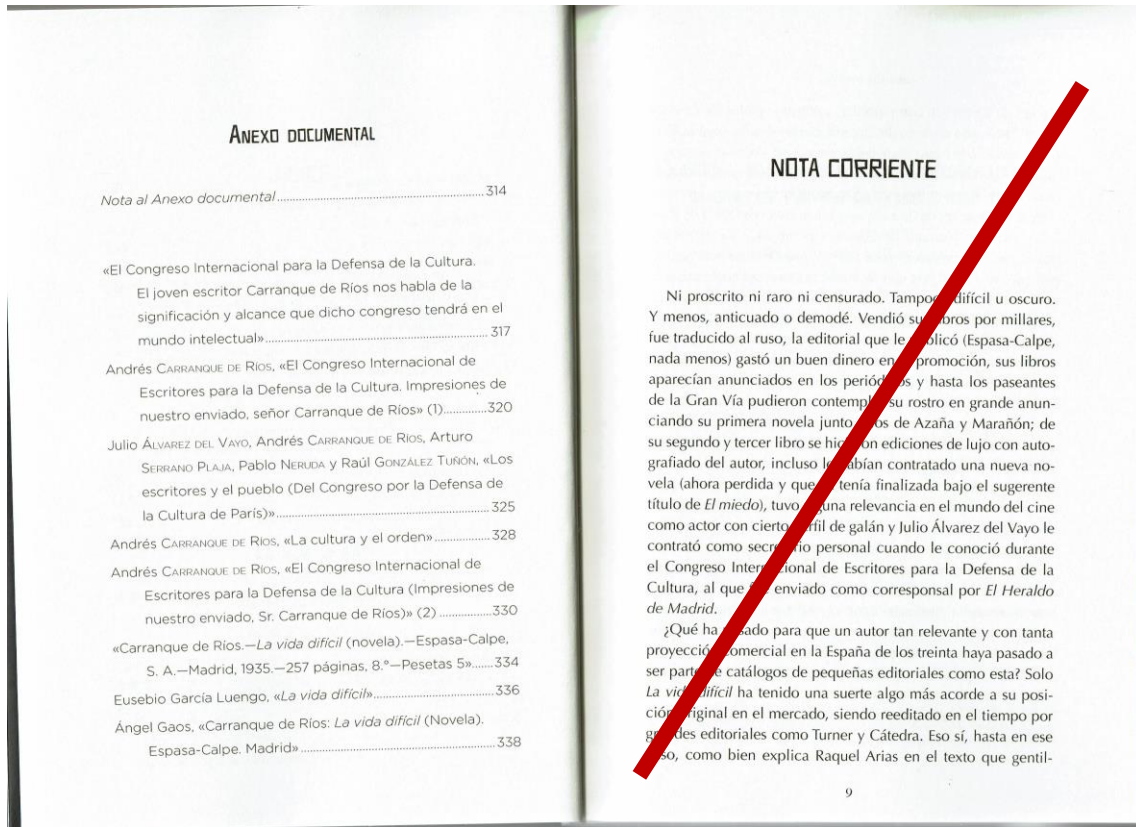 ANEXO DOCUMENTAL
Nota al Anexo documental.....314
«El Congreso Internacional para la Defensa de la Cultura.
El joven escritor Carranque de Ríos nos habla de la
significación y alcance que dicho congreso tendrá en el
mundo intelectual».....317
Andrés CARRANQUE DE RÍOS, «El Congreso Internacional de
Escritores para la Defensa de la Cultura. Impresiones de
nuestro enviado, señor Carranque de Ríos» (1).....320
Julio ÁLVAREZ DEL VAYO, Andrés CARRANQUE DE RÍOS, Arturo
SERRANO PLAJA, Pablo NERUDA y Raúl GONZÁLEZ TUÑÓN, «Los
escritores y el pueblo (Del Congreso por la Defensa de
la Cultura de París)».....325
Andrés CARRANQUE DE RÍOS, «La cultura y el orden».....328
Andrés CARRANQUE DE RÍOS, «El Congreso Internacional de
Escritores para la Defensa de la Cultura (Impresiones de
nuestro enviado, Sr. Carranque de Ríos)» (2).....330
«Carranque de Ríos.—La vida difícil (novela).—Espasa-Calpe,
S. A.—Madrid, 1935.—257 páginas, 8.°—Pesetas 5».....334
Eusebio García Luengo, «La vida difícil».....336
Ángel Gaos, «Carranque de Ríos: La vida difícil (Novela).
Espasa-Calpe. Madrid».....338
NOTA CORRIENTE
Ni proscrito ni raro ni censurado. Tampoco difícil u oscuro.
Y menos, anticuado o demodé. Vendió sus libros por millares,
fue traducido al ruso, la editorial que le publicó (Espasa-Calpe,
nada menos) gastó un buen dinero en promoción, sus libros
aparecían anunciados en los periódicos y hasta los paseantes
de la Gran Vía pudieron contemplar su rostro en grande anun-
ciando su primera novela junto de Azaña y Marañón; de
su segundo y tercer libro se hicieron ediciones de lujo con auto-
grafiado del autor, incluso le habían contratado una nueva no-
vela (ahora perdida y que tenía finalizada bajo el sugerente
título de El miedo), tuvo alguna relevancia en el mundo del cine
como actor con cierto perfil de galán y Julio Álvarez del Vayo le
contrató como secretario personal cuando le conoció durante
el Congreso Internacional de Escritores para la Defensa de la
Cultura, al que fue enviado como corresponsal por El Heraldo
de Madrid.
¿Qué ha pasado para que un autor tan relevante y con tanta
proyección comercial en la España de los treinta haya pasado a
ser parte de catálogos de pequeñas editoriales como esta? Solo
La vida difícil ha tenido una suerte algo más acorde a su posi-
ción original en el mercado, siendo reeditado en el tiempo por
grandes editoriales como Turner y Cátedra. Eso sí, hasta en ese
caso, como bien explica Raquel Arias en el texto que gentil-
9